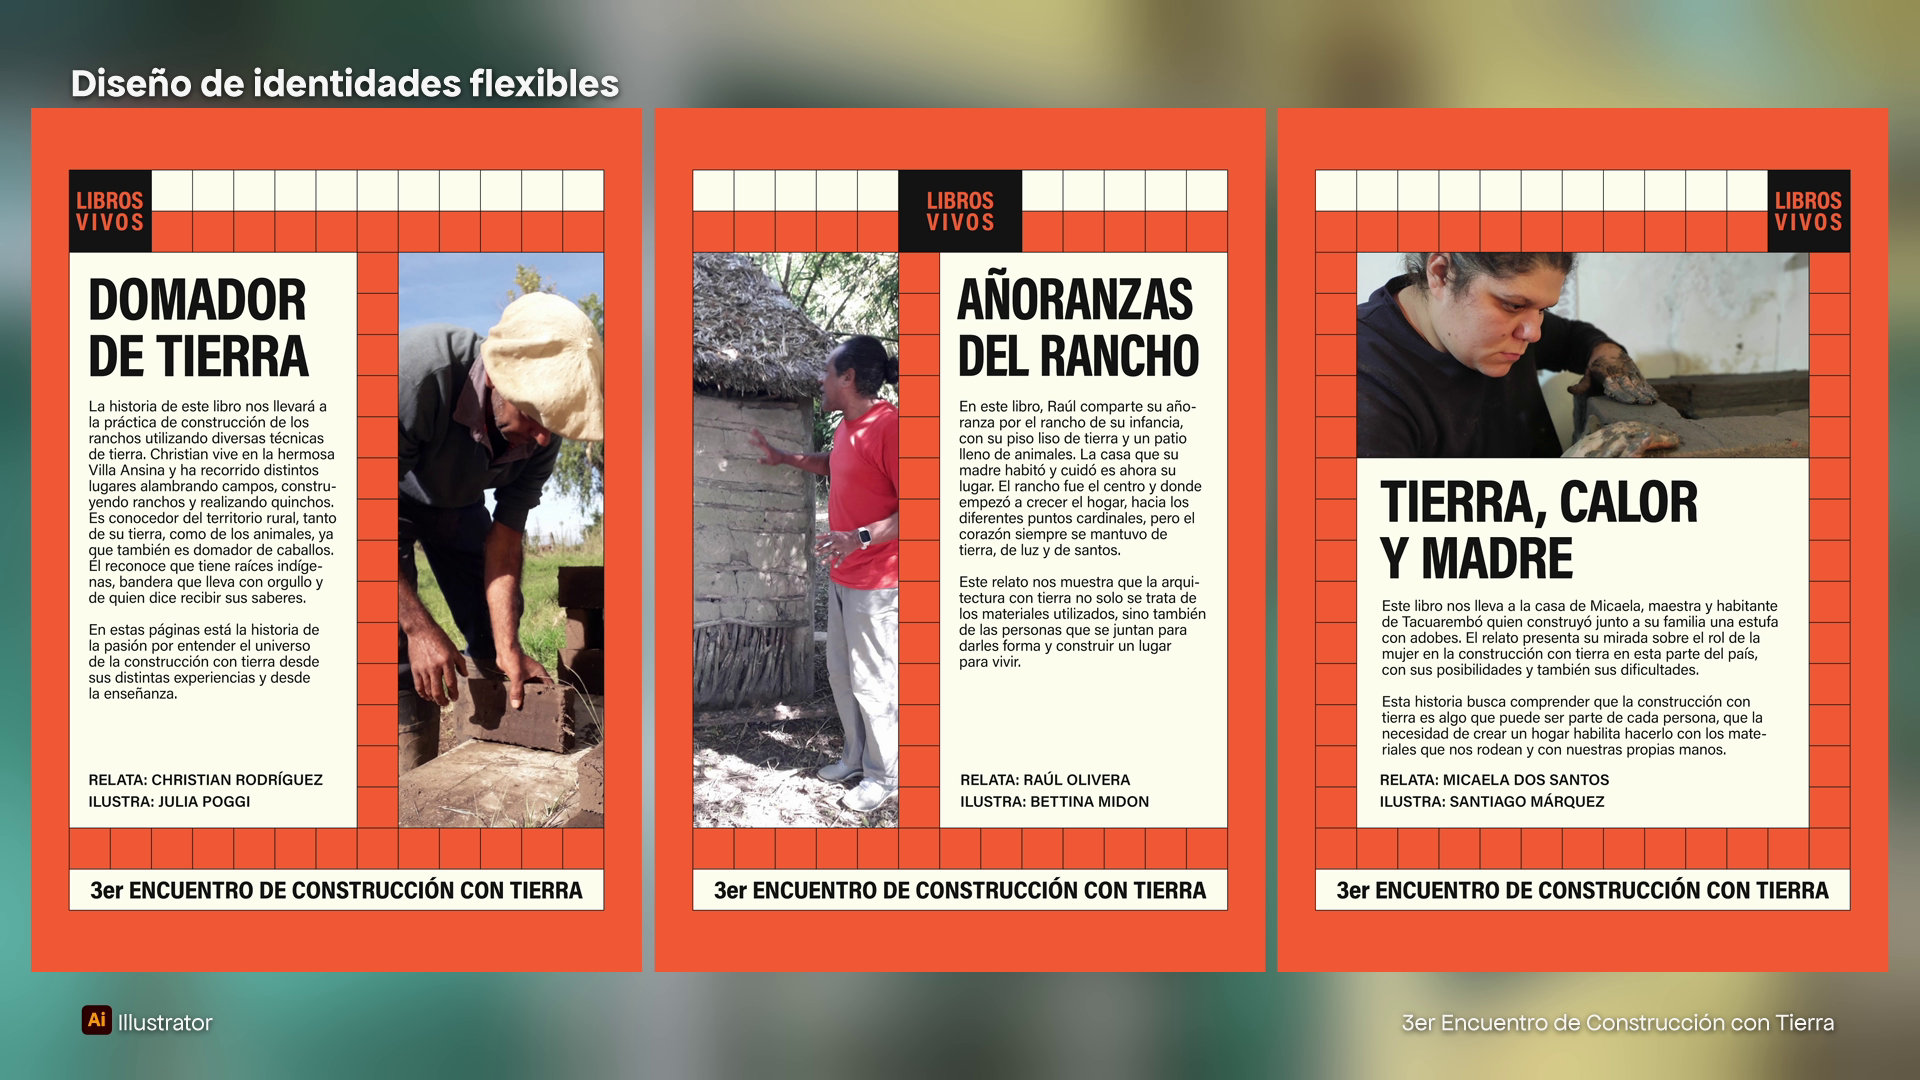 Diseño de identidades flexibles
LIBROS
VIVOS
DOMADOR
DE TIERRA
La historia de este libro nos llevará a
la práctica de construcción de los
ranchos utilizando diversas técnicas
de tierra. Christian vive en la hermosa
Villa Ansina y ha recorrido distintos
lugares alambrando campos, constru-
yendo ranchos y realizando quinchos.
Es conocedor del territorio rural, tanto
de su tierra, como de los animales, ya
que también es domador de caballos.
Él reconoce que tiene raíces indíge-
nas, bandera que lleva con orgullo y
de quien dice recibir sus saberes.
En estas páginas está la historia de
la pasión por entender el universo
de la construcción con tierra desde
sus distintas experiencias y desde
la enseñanza.
RELATA: CHRISTIAN RODRÍGUEZ
ILUSTRA: JULIA POGGI
3er ENCUENTRO DE CONSTRUCCIÓN CON TIERRA
LIBROS
VIVOS
AÑORANZAS
DEL RANCHO
En este libro, Raúl comparte su año-
ranza por el rancho de su infancia,
con su piso liso de tierra y un patio
lleno de animales. La casa que su
madre habitó y cuidó es ahora su
lugar. El rancho fue el centro y donde
empezó a crecer el hogar, hacia los
diferentes puntos cardinales, pero el
corazón siempre se mantuvo de
tierra, de luz y de santos.
Este relato nos muestra que la arqui-
tectura con tierra no solo se trata de
los materiales utilizados, sino también
de las personas que se juntan para
darles forma y construir un lugar
para vivir.
RELATA: RAÚL OLIVERA
ILUSTRA: BETTINA MIDON
3er ENCUENTRO DE CONSTRUCCIÓN CON TIERRA
LIBROS
VIVOS
TIERRA, CALOR
Y MADRE
Este libro nos lleva a la casa de Micaela, maestra y habitante
de Tacuarembó quien construyó junto a su familia una estufa
con adobes. El relato presenta su mirada sobre el rol de la
mujer en la construcción con tierra en esta parte del país,
con sus posibilidades y también sus dificultades.
Esta historia busca comprender que la construcción con
tierra es algo que puede ser parte de cada persona, que la
necesidad de crear un hogar habilita hacerlo con los mate-
riales que nos rodean y con nuestras propias manos.
RELATA: MICAELA DOS SANTOS
ILUSTRA: SANTIAGO MÁRQUEZ
3er ENCUENTRO DE CONSTRUCCIÓN CON TIERRA
Ai Illustrator
3er Encuentro de Construcción con Tierra